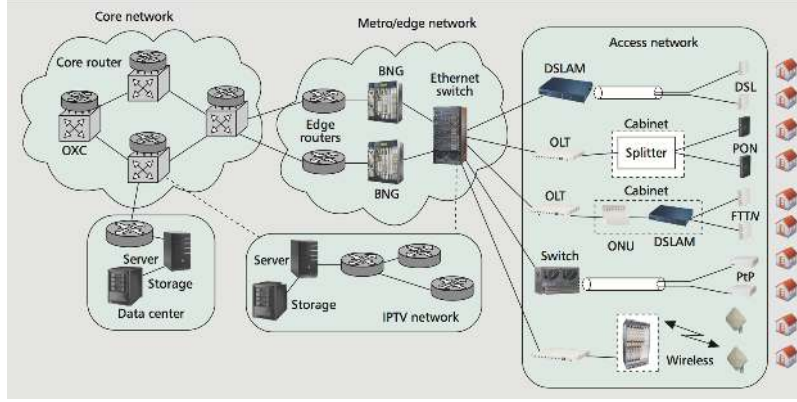 Core network
Metro/edge network
Access network
Core router
OXC
BNG
Ethernet
switch
Edge
routers
BNG
DSLAM
DSL
Cabinet
OLT
Splitter
PON
Cabinet
OLT
ONU
DSLAM
FTTN
Switch
PtP
Wireless
Server
Storage
Data center
Server
Storage
IPTV network